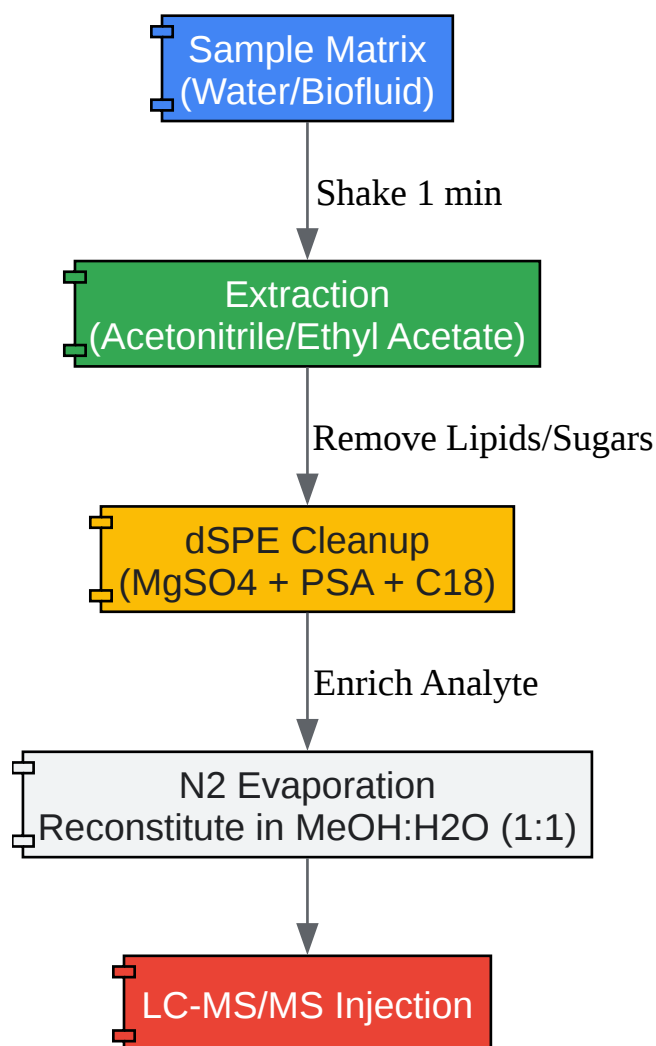 Sample Matrix
(Water/Biofluid)
Shake 1 min
Extraction
(Acetonitrile/Ethyl Acetate)
Remove Lipids/Sugars
dSPE Cleanup
(MgSO4 + PSA + C18)
Enrich Analyte
N2 Evaporation
Reconstitute in MeOH:H2O (1:1)
LC-MS/MS Injection